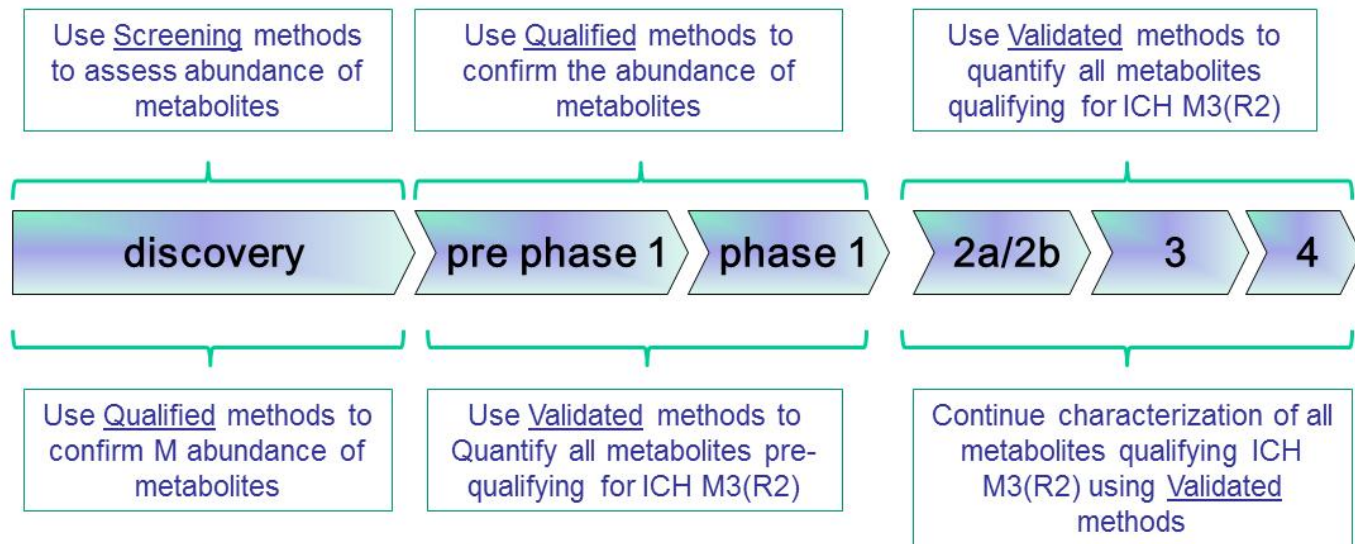 Use Screening methods
to assess abundance of
metabolites
Use Qualified methods to
confirm the abundance of
metabolites
Use Validated methods to
quantify all metabolites
qualifying for ICH M3(R2)
discovery
pre phase 1
phase 1
2a/2b
3
4
Use Qualified methods to
confirm M abundance of
metabolites
Use Validated methods to
Quantify all metabolites pre-
qualifying for ICH M3(R2)
Continue characterization of all
metabolites qualifying ICH
M3(R2) using Validated
methods